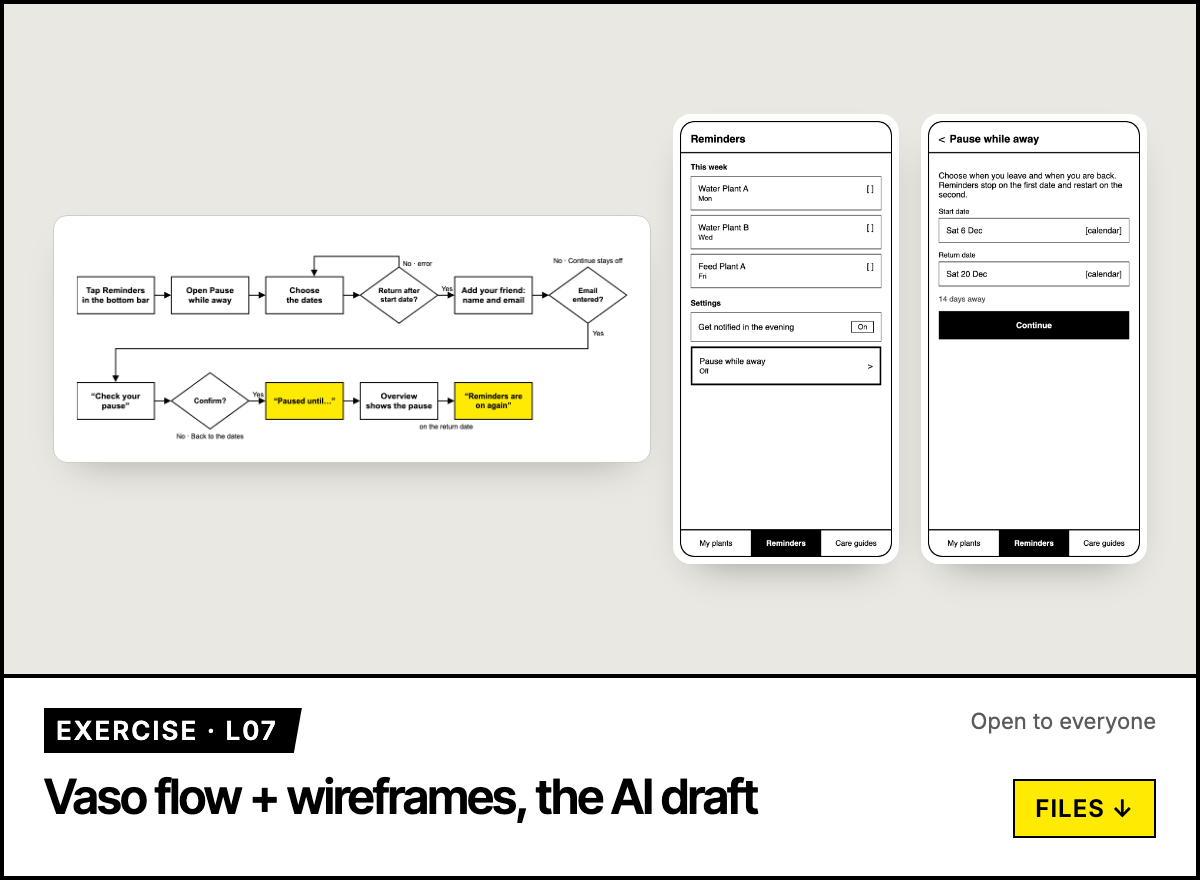 No · error
No · Continue stays off
Tap Reminders
in the bottom bar
Open Pause
while away
Choose
the dates
Return after
start date?
Yes
Add your friend:
name and email
Email
entered?
Yes
“Check your
pause”
Confirm?
Yes
“Paused until…”
Overview
shows the pause
“Reminders are
on again”
No · Back to the dates
on the return date
Reminders
This week
Water Plant A
Mon
[ ]
Water Plant B
Wed
[ ]
Feed Plant A
Fri
[ ]
Settings
Get notified in the evening
On
Pause while away
Off
>
My plants
Reminders
Care guides
< Pause while away
Choose when you leave and when you are back.
Reminders stop on the first date and restart on the
second.
Start date
Sat 6 Dec
[calendar]
Return date
Sat 20 Dec
[calendar]
14 days away
Continue
My plants
Reminders
Care guides
EXERCISE · L07
Open to everyone
Vaso flow + wireframes, the AI draft
FILES ↓